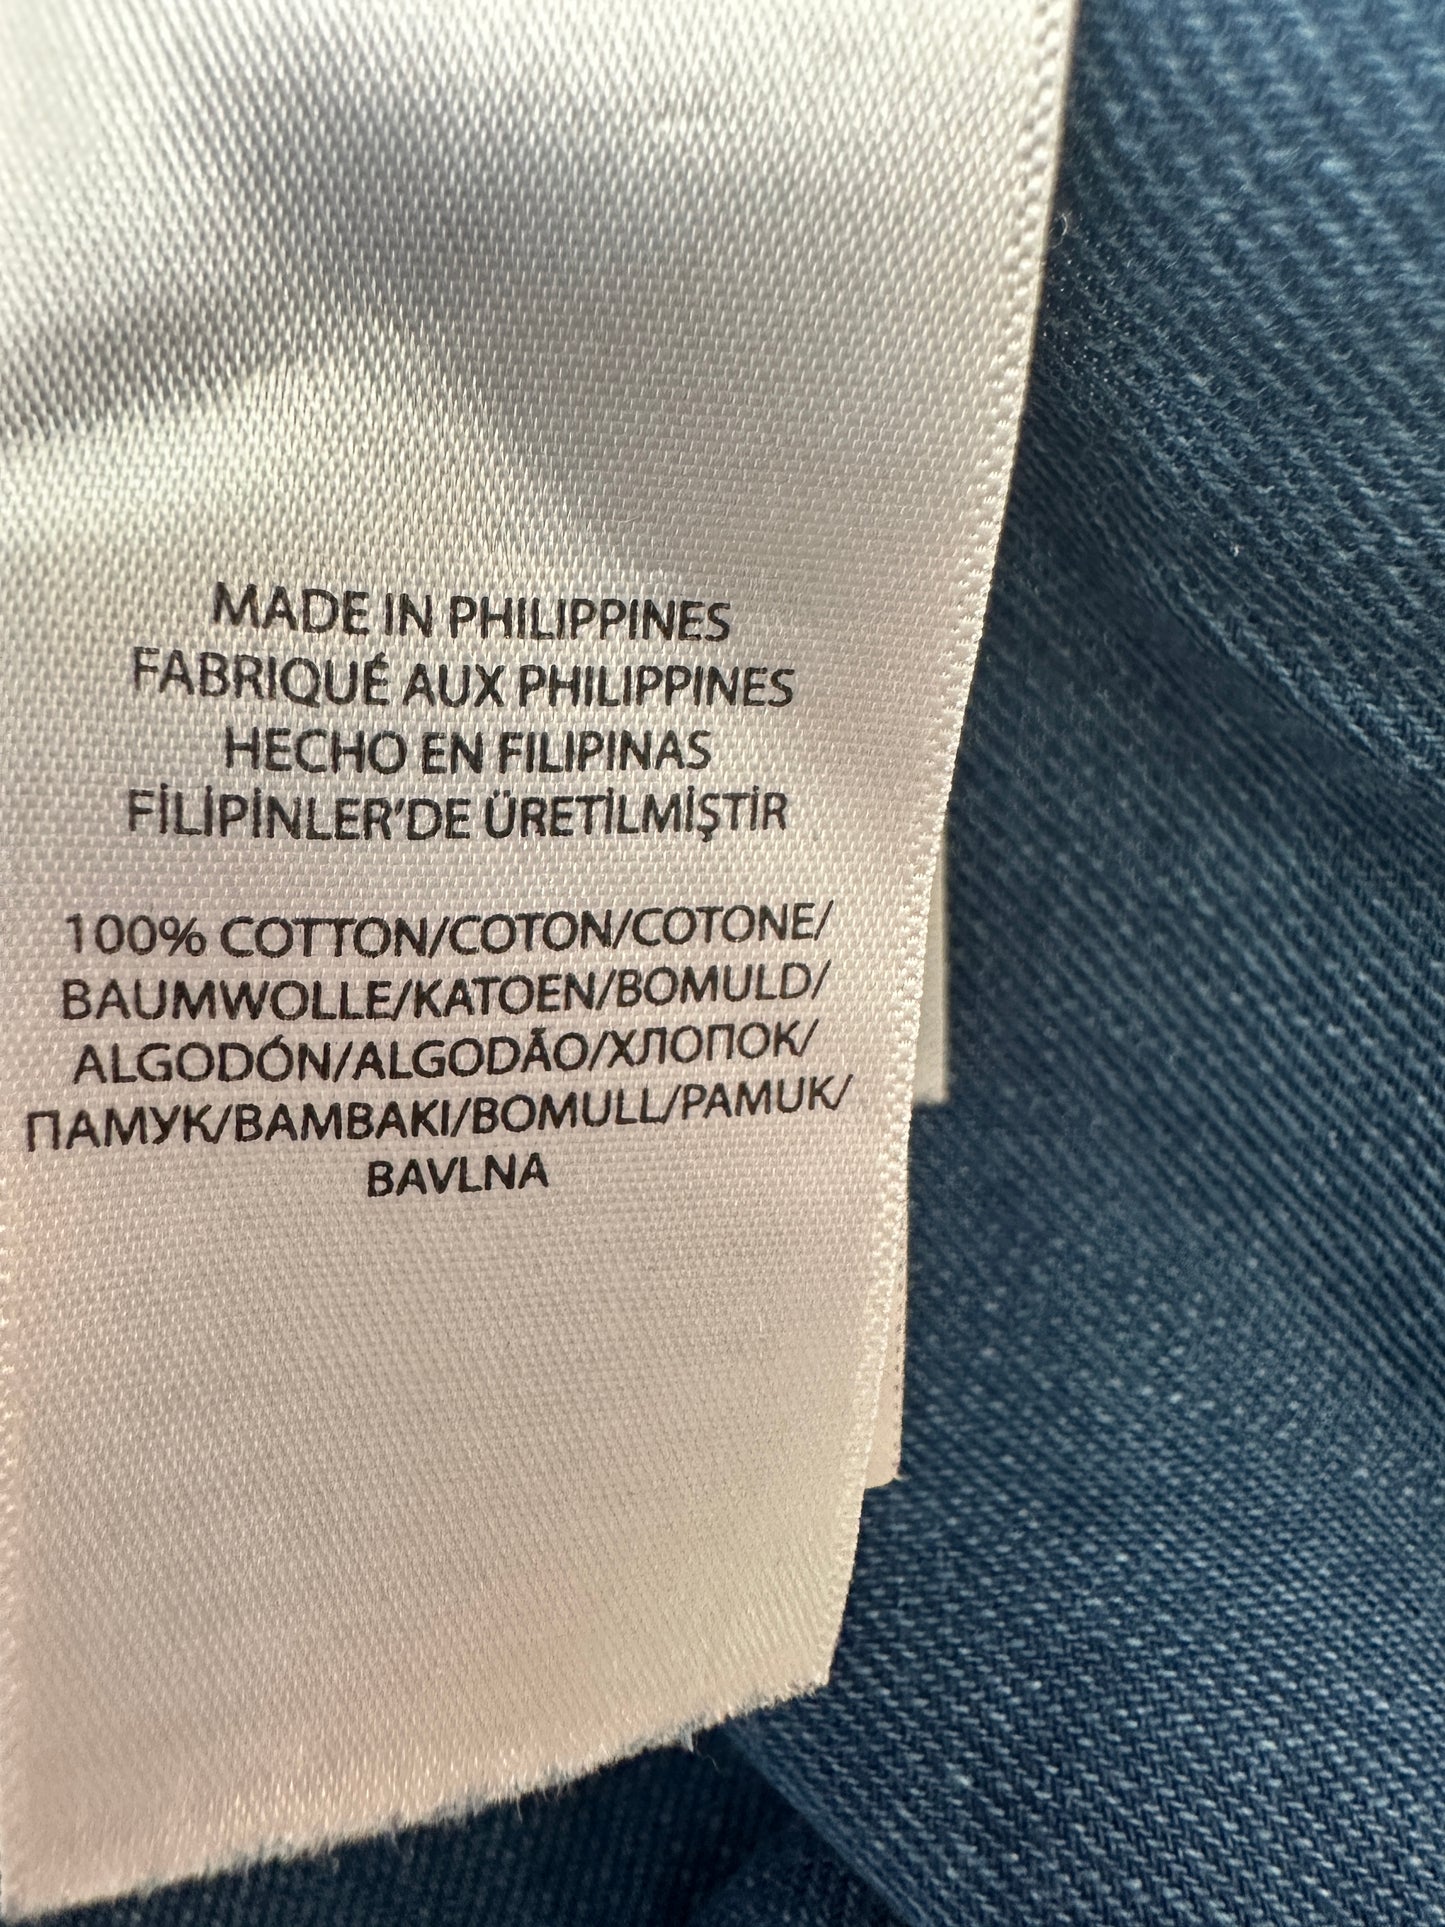 MADE IN PHILIPPINES
FABRIQUÉ AUX PHILIPPINES
HECHO EN FILIPINAS
FİLİPİNLER'DE ÜRETİLMİŞTİR
100% COTTON/COTON/COTONE/
BAUMWOLLE/KATOEN/BOMULD/
ALGODÓN/ALGODÃO/ХЛОПОК/
ПАМУК/BAMBAKI/BOMULL/PAMUK/
BAVLNA